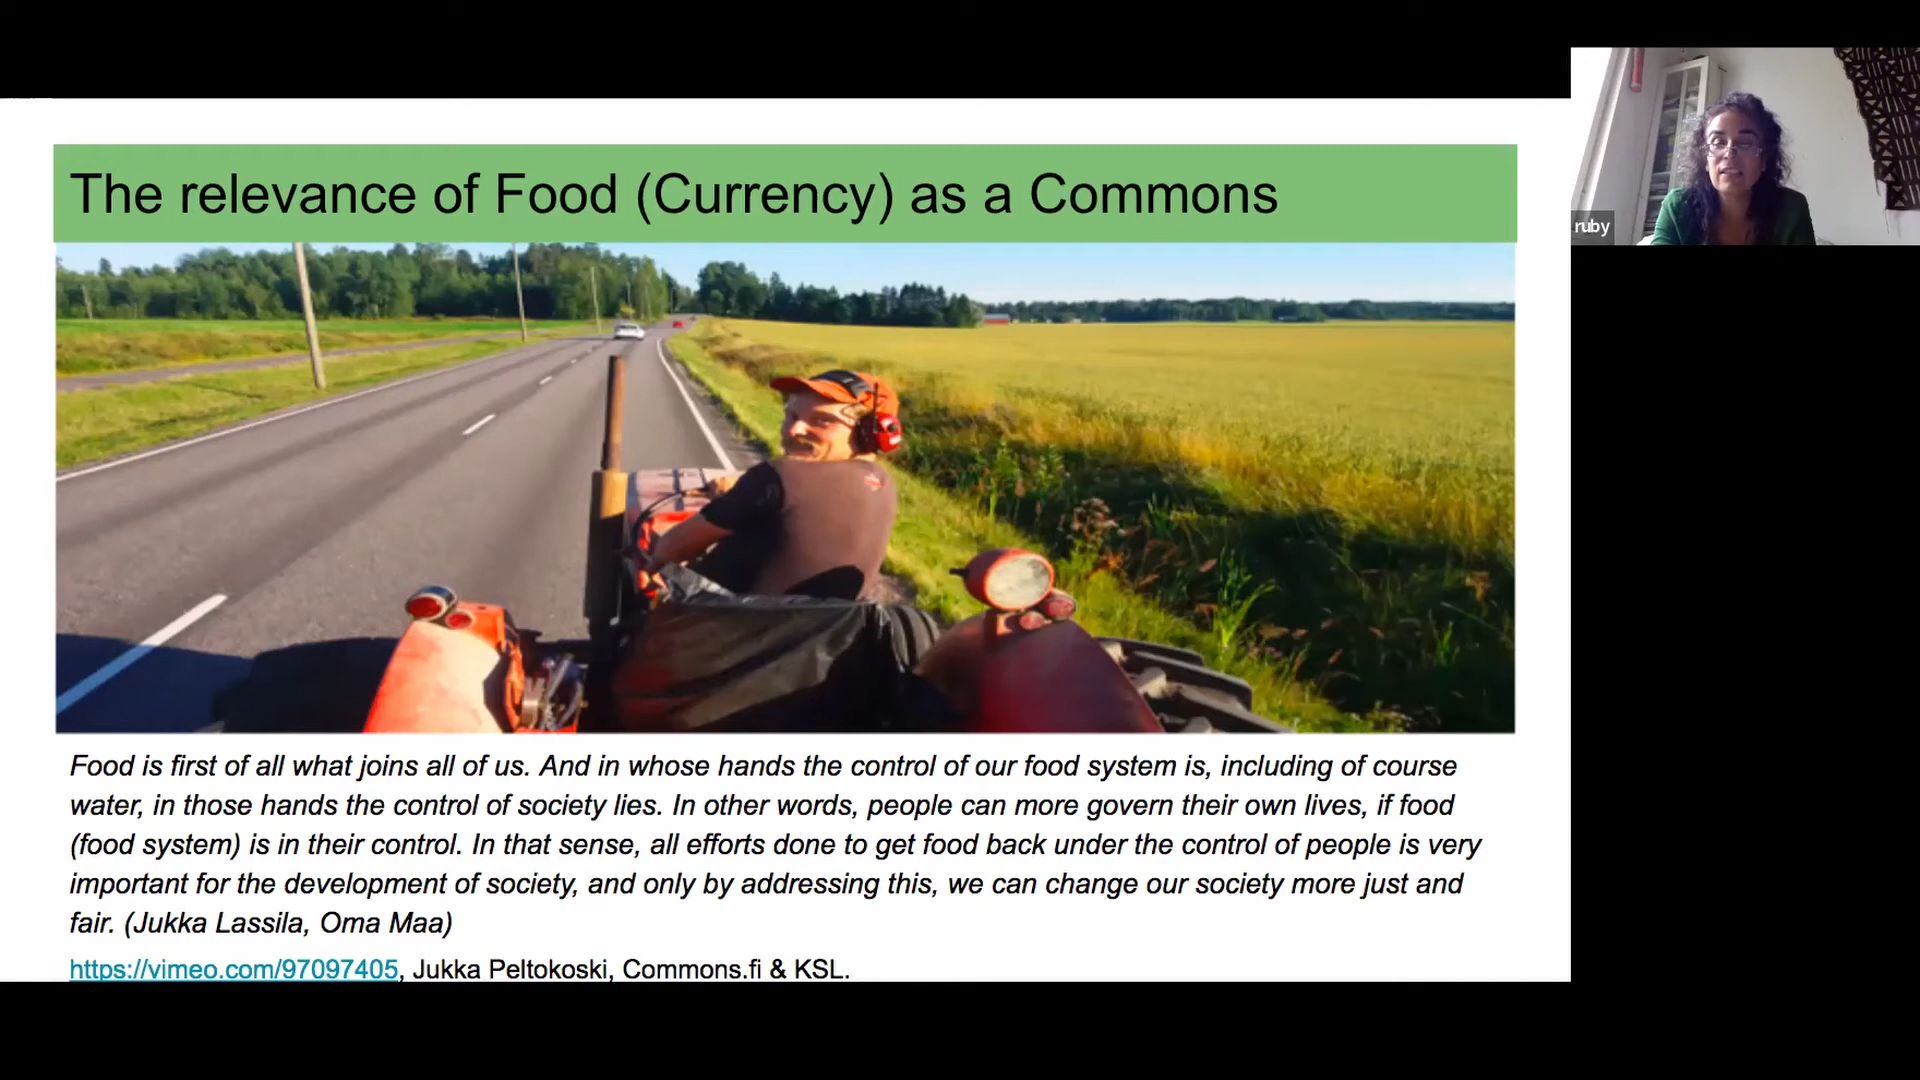 The relevance of Food (Currency) as a Commons
ruby
Food is first of all what joins all of us. And in whose hands the control of our food system is, including of course
water, in those hands the control of society lies. In other words, people can more govern their own lives, if food
(food system) is in their control. In that sense, all efforts done to get food back under the control of people is very
important for the development of society, and only by addressing this, we can change our society more just and
fair. (Jukka Lassila, Oma Maa)
https://vimeo.com/97097405, Jukka Peltokoski, Commons.fi & KSL.